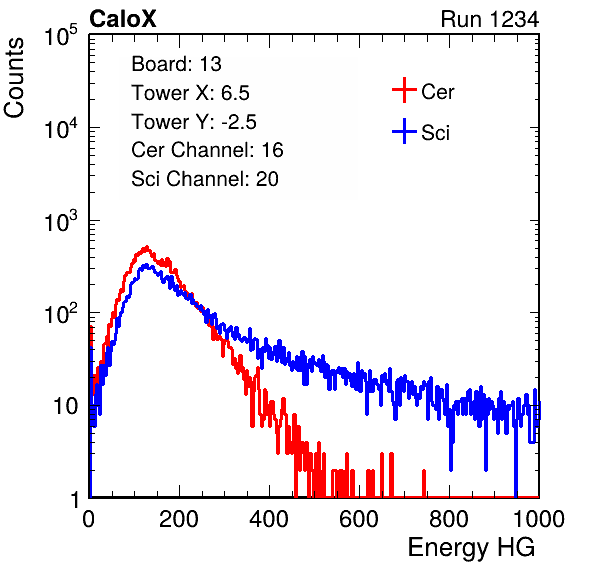 CaloX Run 1234
Counts
10^5
10^4
10^3
10^2
10
1
Board: 13
Tower X: 6.5
Tower Y: -2.5
Cer Channel: 16
Sci Channel: 20
Cer
Sci
0 200 400 600 800 1000
Energy HG